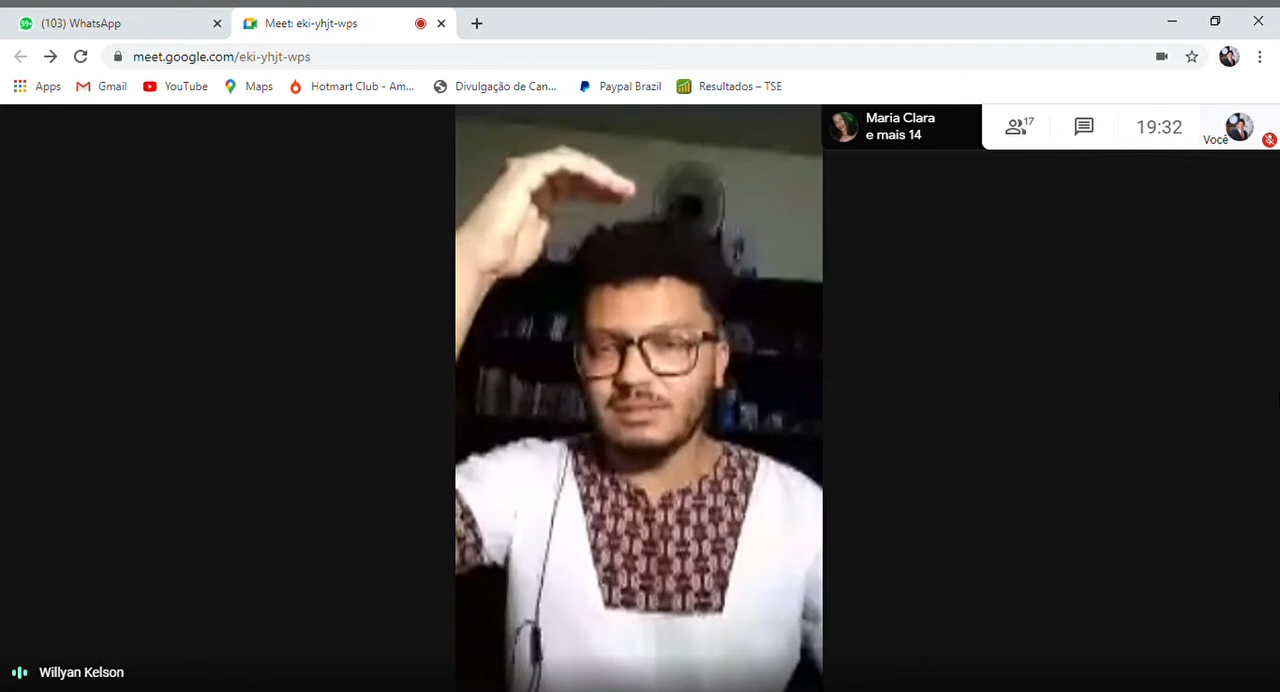 99+
(103) WhatsApp
Meet: eki-yhjt-wps
meet.google.com/eki-yhjt-wps
Apps
Gmail
YouTube
Maps
Hotmart Club - Am...
Divulgação de Can...
Paypal Brazil
Resultados – TSE
Maria Clara
e mais 14
17
19:32
Você
Willyan Kelson